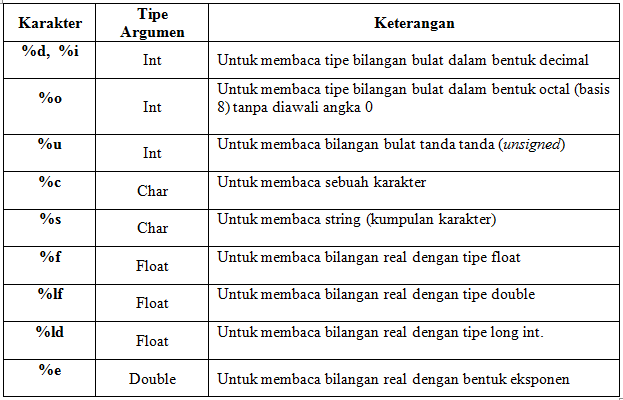 Karakter Tipe Argumen Keterangan
%d, %i Int Untuk membaca tipe bilangan bulat dalam bentuk decimal
%o Int Untuk membaca tipe bilangan bulat dalam bentuk octal (basis
8) tanpa diawali angka 0
%u Int Untuk membaca bilangan bulat tanda tanda (unsigned)
%c Char Untuk membaca sebuah karakter
%s Char Untuk membaca string (kumpulan karakter)
%f Float Untuk membaca bilangan real dengan tipe float
%lf Float Untuk membaca bilangan real dengan tipe double
%ld Float Untuk membaca bilangan real dengan tipe long int.
%e Double Untuk membaca bilangan real dengan bentuk eksponen